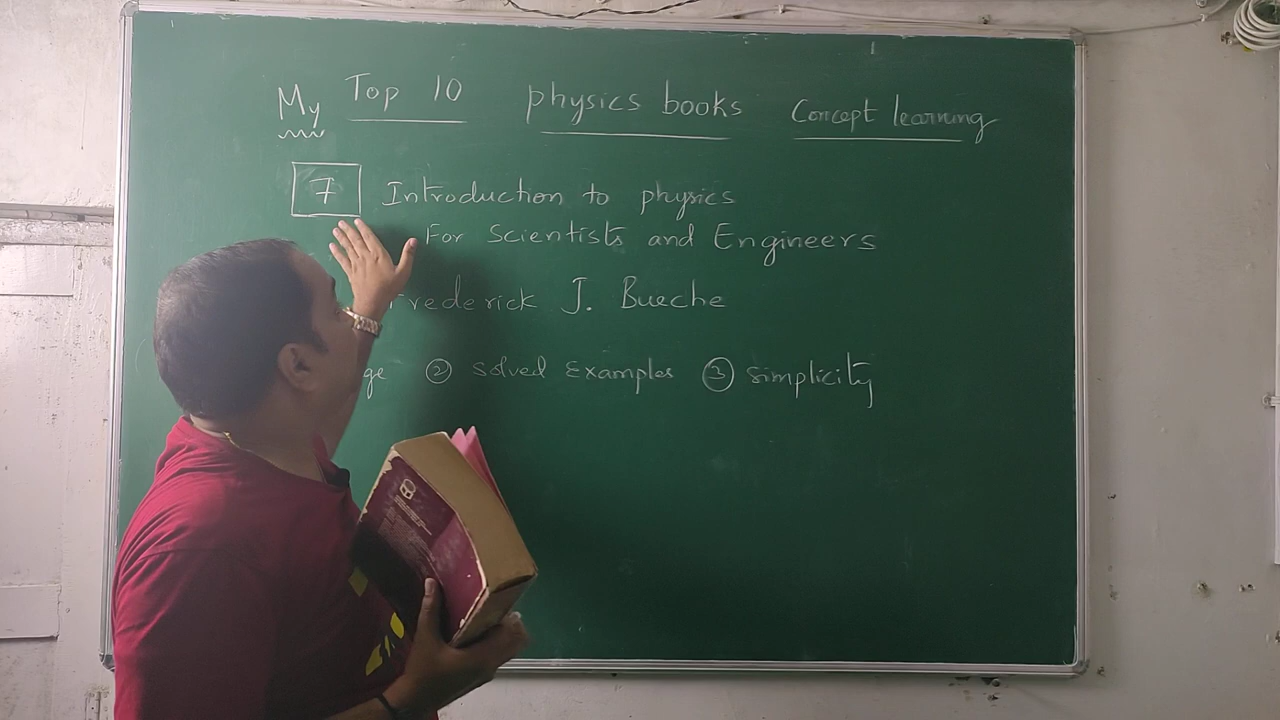 My Top 10 physics books Concept learning
7 Introduction to physics
For Scientists and Engineers
Frederick J. Bueche
② solved Examples ③ simplicity